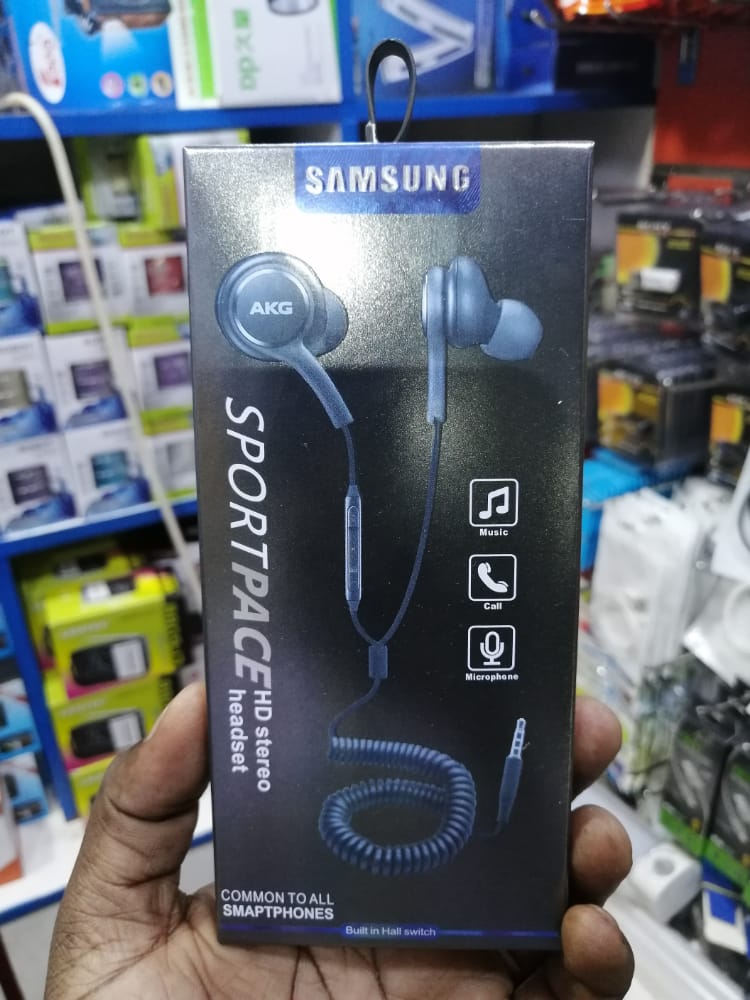 SAMSUNG
AKG
SPORTPACE
HD stereo
headset
Music
Call
Microphone
COMMON TO ALL
SMAPTPHONES
Built in Hall switch